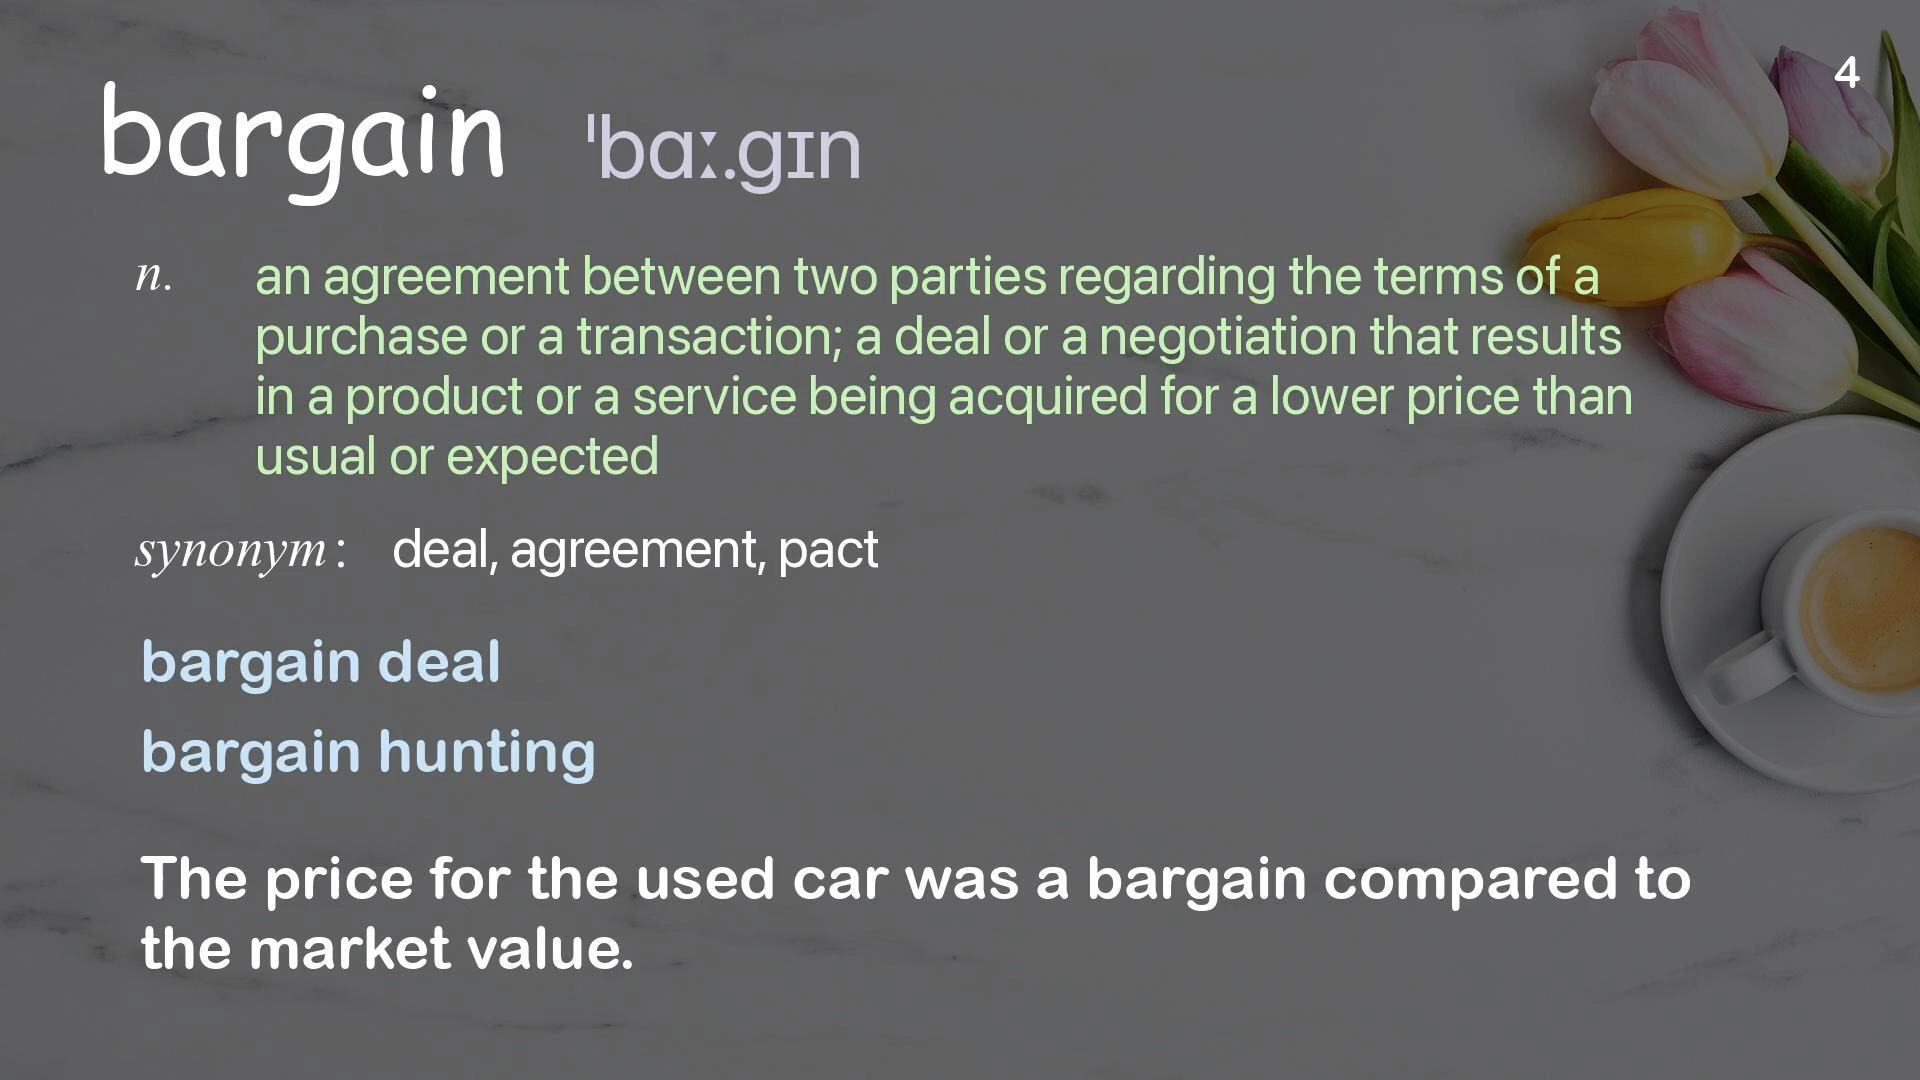 4
bargain ˈbɑː.gɪn
n. an agreement between two parties regarding the terms of a
purchase or a transaction; a deal or a negotiation that results
in a product or a service being acquired for a lower price than
usual or expected
synonym : deal, agreement, pact
bargain deal
bargain hunting
The price for the used car was a bargain compared to
the market value.